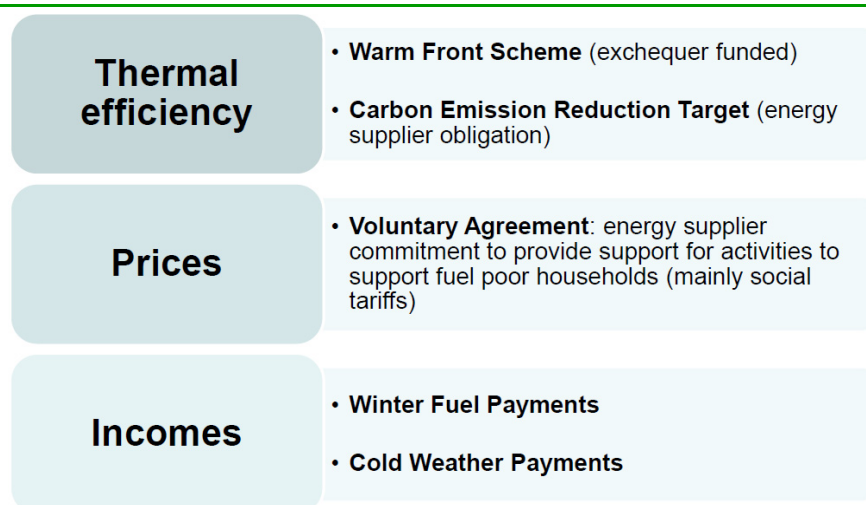 Thermal
efficiency
• Warm Front Scheme (exchequer funded)
• Carbon Emission Reduction Target (energy
supplier obligation)
Prices
• Voluntary Agreement: energy supplier
commitment to provide support for activities to
support fuel poor households (mainly social
tariffs)
Incomes
• Winter Fuel Payments
• Cold Weather Payments